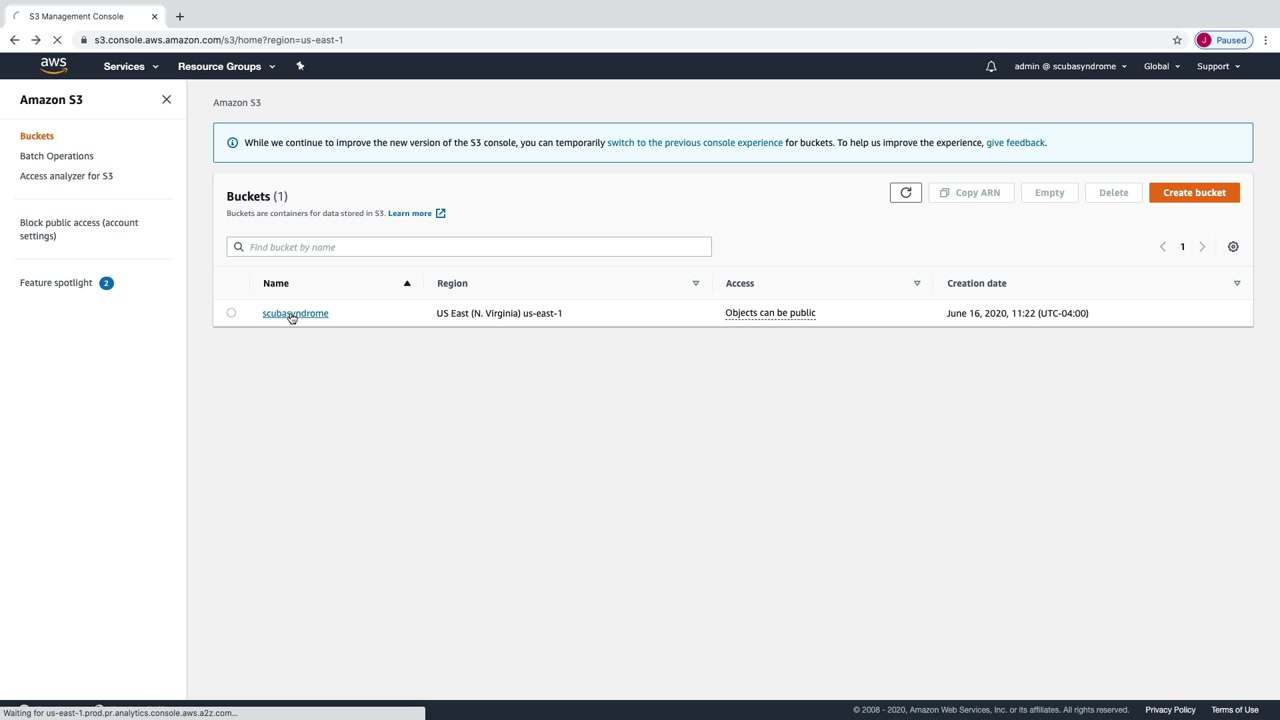 S3 Management Console
s3.console.aws.amazon.com/s3/home?region=us-east-1
J Paused
aws Services Resource Groups admin @ scubasyndrome Global Support
Amazon S3
Buckets
Batch Operations
Access analyzer for S3
Block public access (account
settings)
Feature spotlight 2
Amazon S3
While we continue to improve the new version of the S3 console, you can temporarily switch to the previous console experience for buckets. To help us improve the experience, give feedback.
Buckets (1)
Buckets are containers for data stored in S3. Learn more
Copy ARN Empty Delete Create bucket
Find bucket by name
1
Name Region Access Creation date
scubasyndrome US East (N. Virginia) us-east-1 Objects can be public June 16, 2020, 11:22 (UTC-04:00)
Waiting for us-east-1.prod.pr.analytics.console.aws.a2z.com...
© 2008 - 2020, Amazon Web Services, Inc. or its affiliates. All rights reserved. Privacy Policy Terms of Use